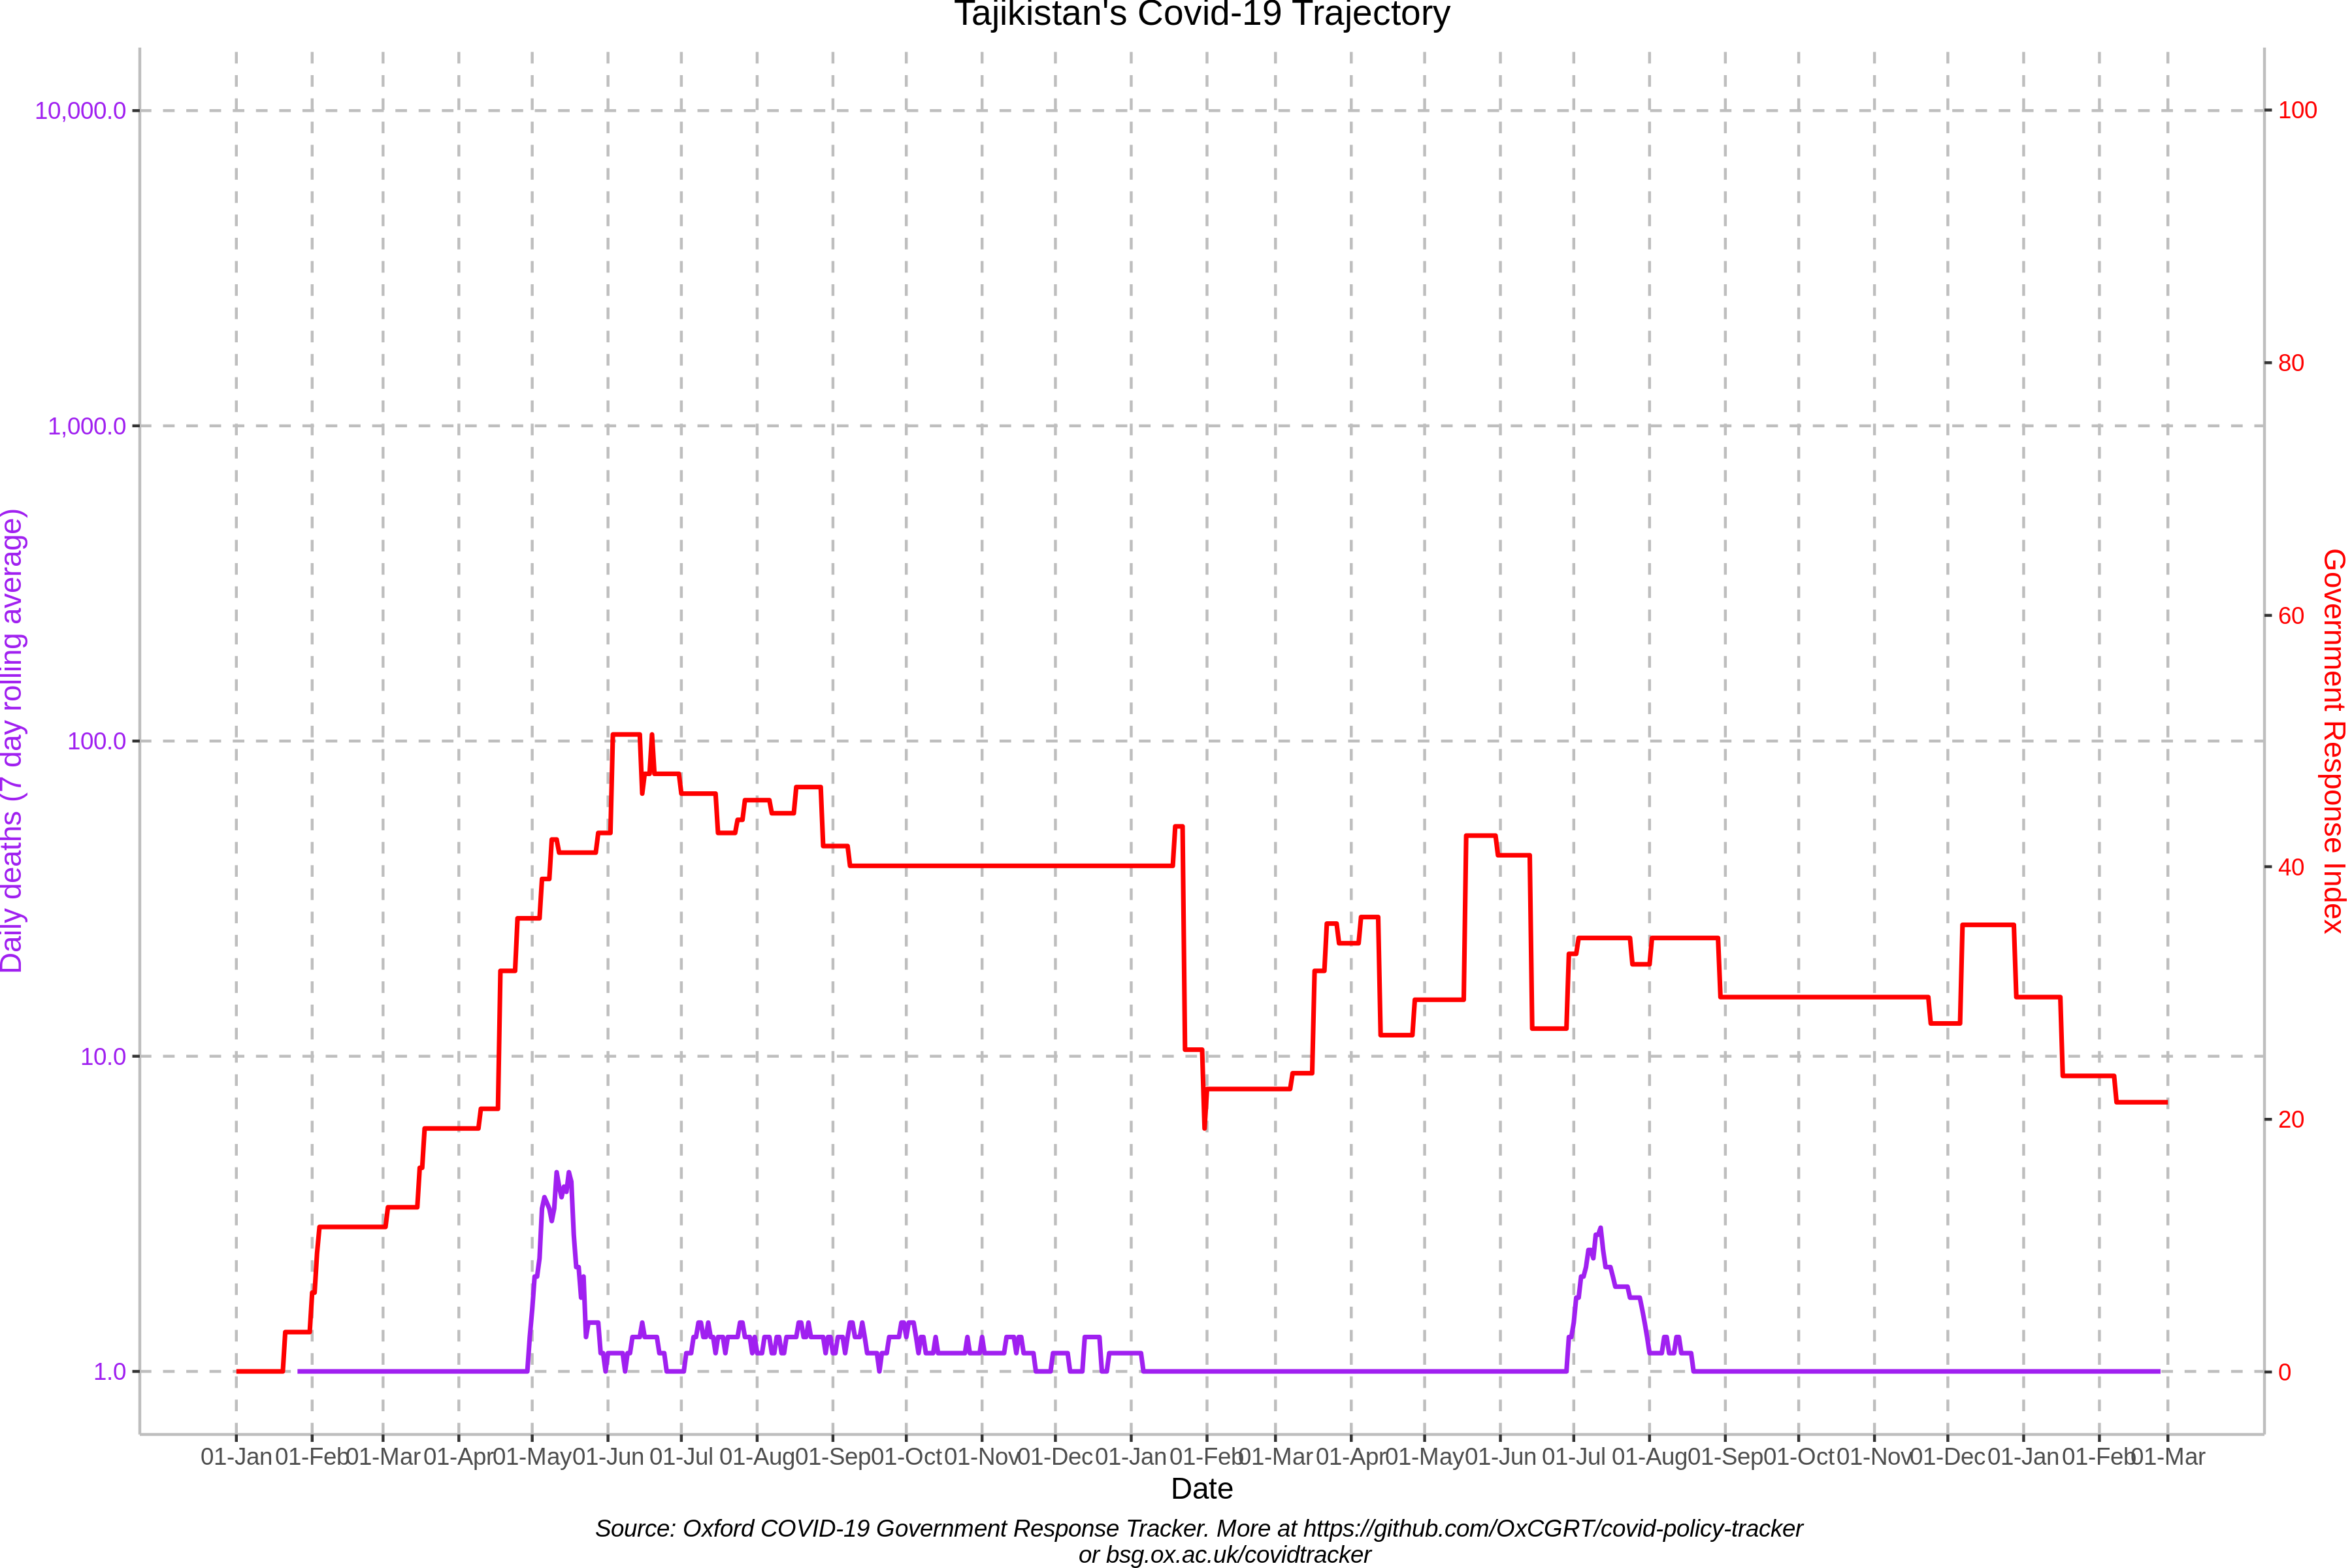 Tajikistan's Covid-19 Trajectory
10,000.0
1,000.0
100.0
10.0
1.0
Daily deaths (7 day rolling average)
100
80
60
40
20
0
Government Response Index
01-Jan 01-Feb 01-Mar 01-Apr 01-May 01-Jun 01-Jul 01-Aug 01-Sep 01-Oct 01-Nov 01-Dec 01-Jan 01-Feb 01-Mar 01-Apr 01-May 01-Jun 01-Jul 01-Aug 01-Sep 01-Oct 01-Nov 01-Dec 01-Jan 01-Feb 01-Mar
Date
Source: Oxford COVID-19 Government Response Tracker. More at https://github.com/OxCGRT/covid-policy-tracker
or bsg.ox.ac.uk/covidtracker